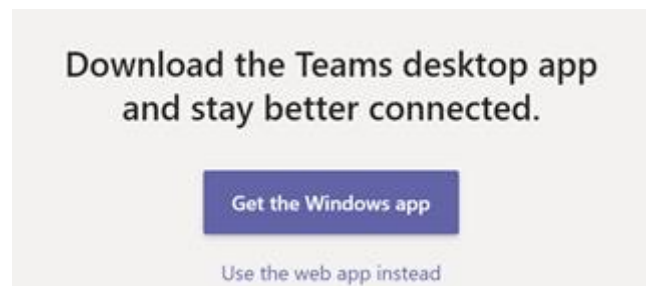 Download the Teams desktop app
and stay better connected.
Get the Windows app
Use the web app instead